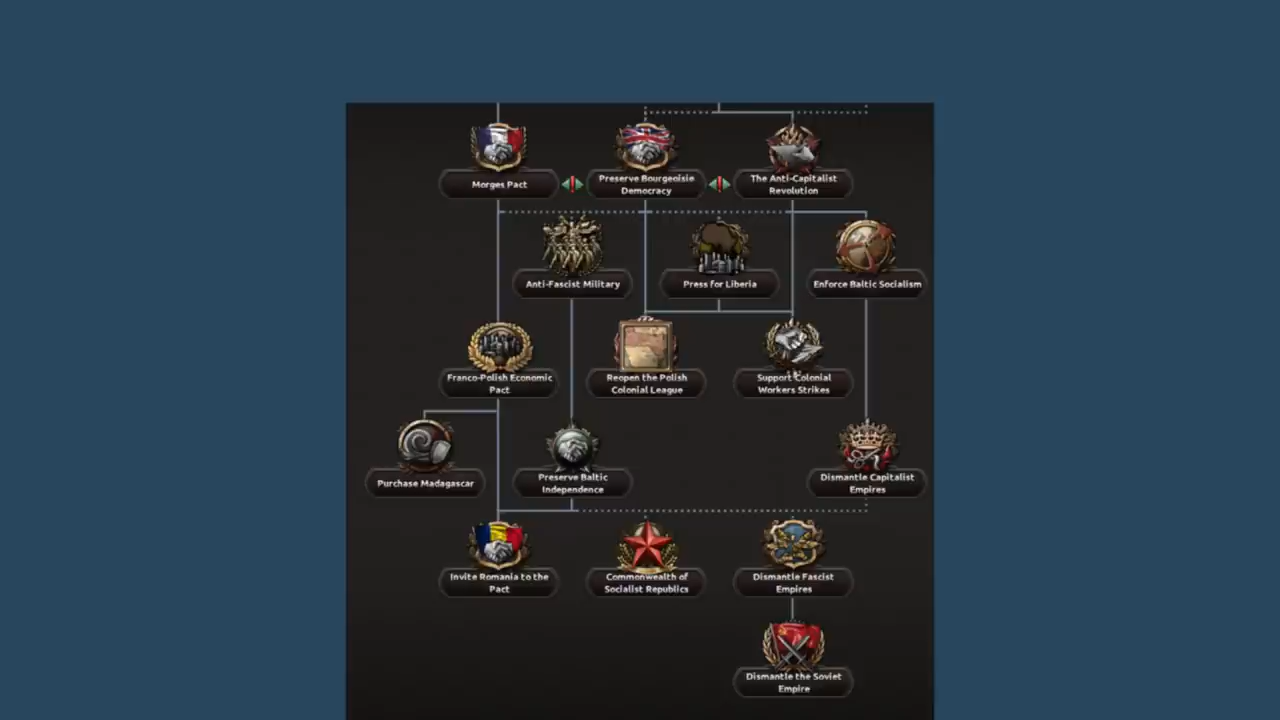 Morges Pact
Preserve Bourgeoisie
Democracy
The Anti-Capitalist
Revolution
Anti-Fascist Military
Press for Liberia
Enforce Baltic Socialism
Franco-Polish Economic
Pact
Reopen the Polish
Colonial League
Support Colonial
Workers Strikes
Purchase Madagascar
Preserve Baltic
Independence
Dismantle Capitalist
Empires
Invite Romania to the
Pact
Commonwealth of
Socialist Republics
Dismantle Fascist
Empires
Dismantle the Soviet
Empire